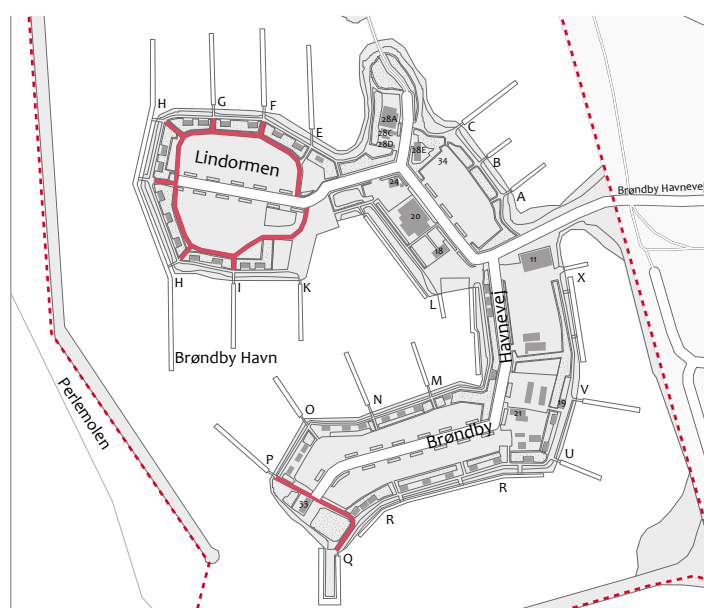 H
G
F
E
28A
28C
28D
28E
C
34
B
A
Lindormen
24
20
18
Brøndby Havnevej
11
X
H
I
K
L
Brøndby Havn
Havnevej
Perlemolen
O
N
M
V
19
21
Brøndby
P
U
33
R
R
Q